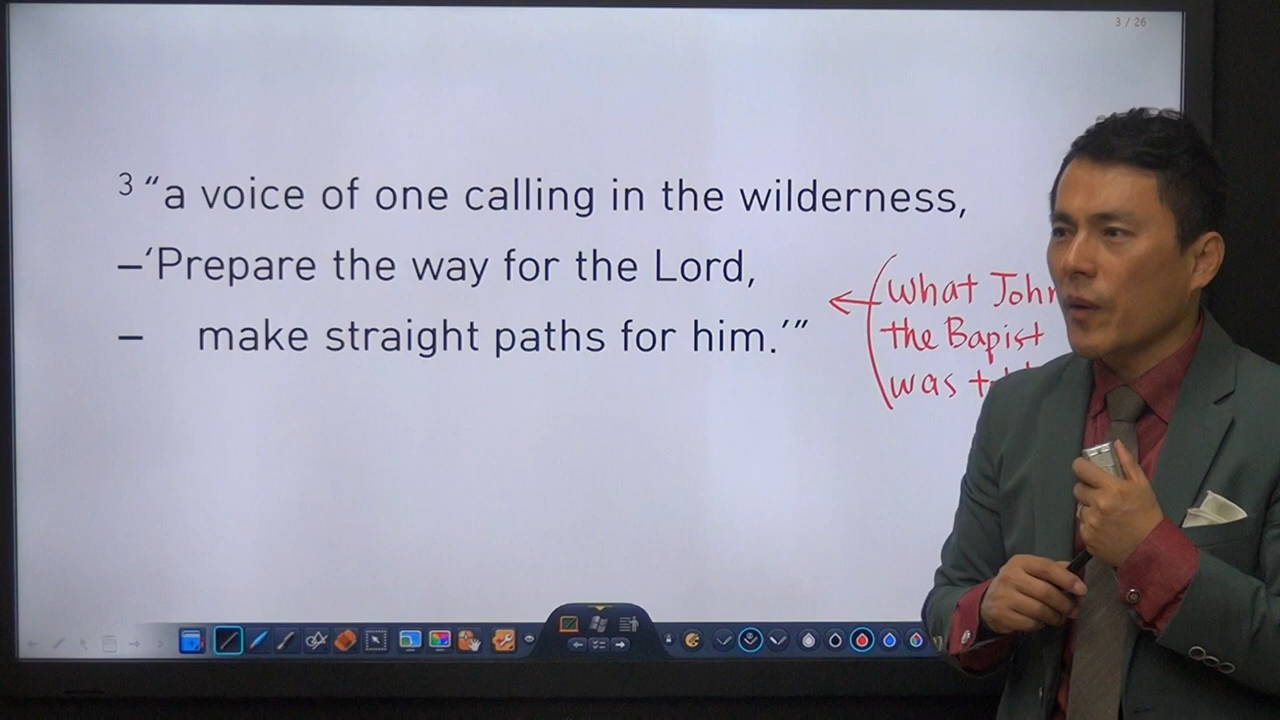 3 / 26
3 “a voice of one calling in the wilderness,
–‘Prepare the way for the Lord,
– make straight paths for him.’”
(what John
the Bapist
was